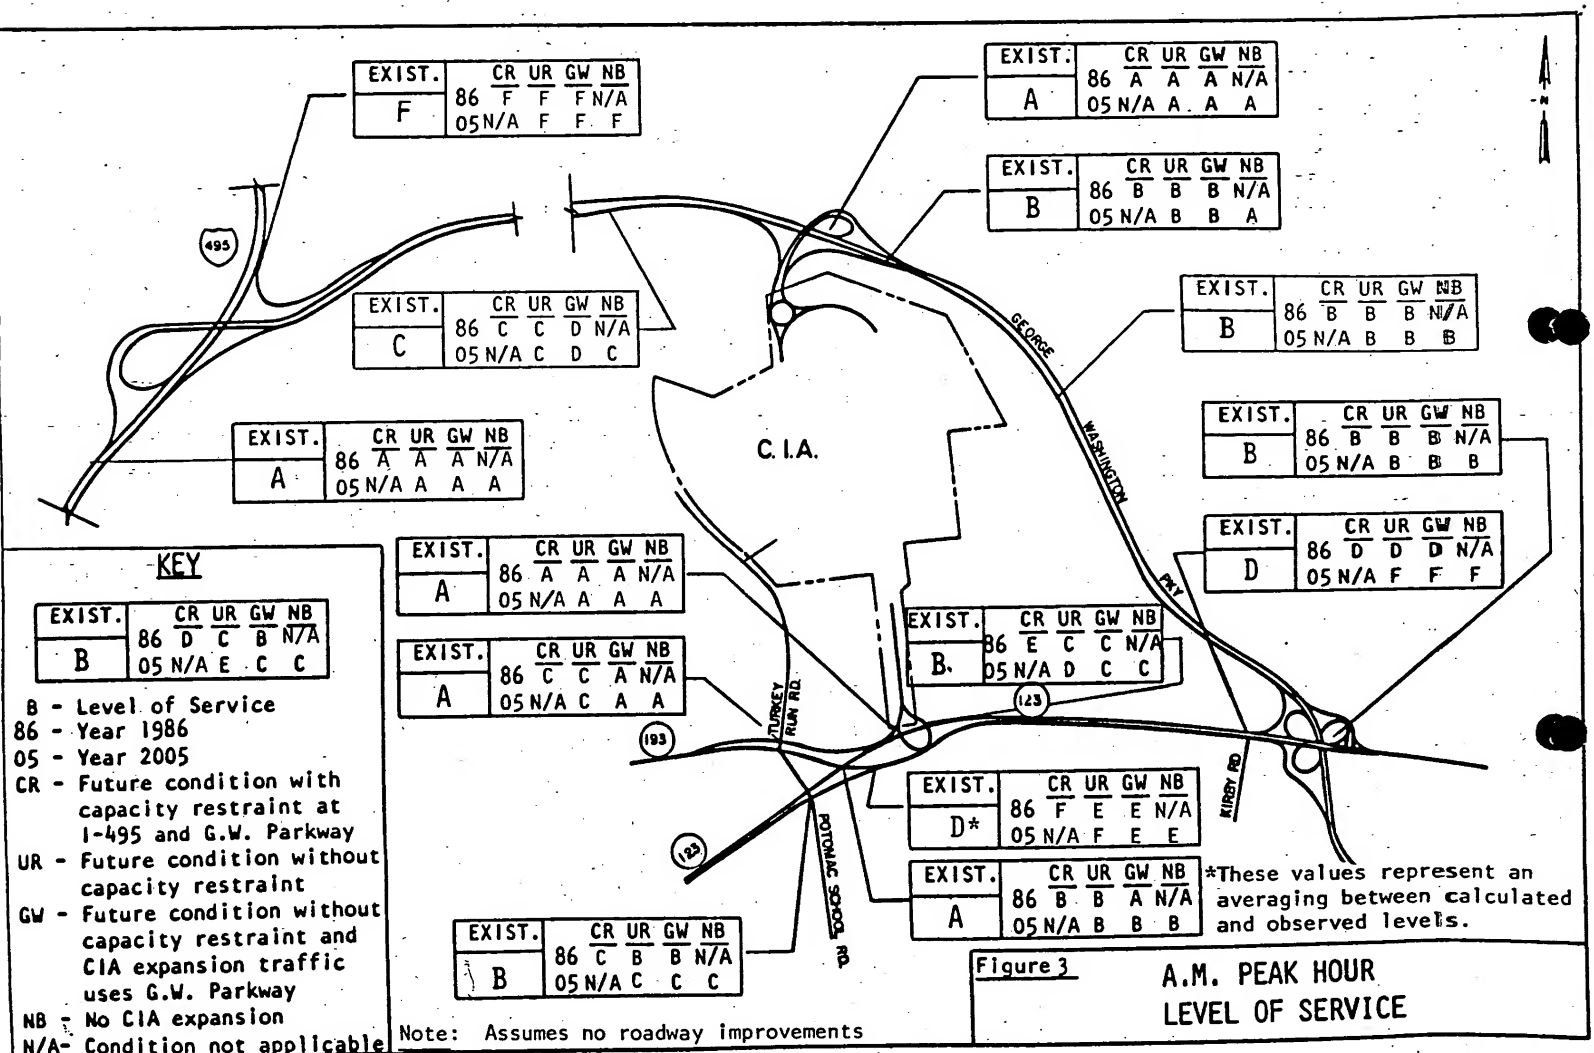 EXIST. CR UR GW NB
F 86 F F F N/A
05 N/A F F F
EXIST. CR UR GW NB
A 86 A A A N/A
05 N/A A A A
EXIST. CR UR GW NB
B 86 B B B N/A
05 N/A B B A
N
495
EXIST. CR UR GW NB
C 86 C C D N/A
05 N/A C D C
EXIST. CR UR GW NB
B 86 B B B N/A
05 N/A B B B
GEORGE
WASHINGTON
PKY
EXIST. CR UR GW NB
B 86 B B B N/A
05 N/A B B B
EXIST. CR UR GW NB
A 86 A A A N/A
05 N/A A A A
C.I.A.
EXIST. CR UR GW NB
D 86 D D D N/A
05 N/A F F F
EXIST. CR UR GW NB
A 86 A A A N/A
05 N/A A A A
EXIST. CR UR GW NB
B. 86 E C C N/A
05 N/A D C C
EXIST. CR UR GW NB
A 86 C C A N/A
05 N/A C A A
TURKEY
RUN RD.
193
123
KIRBY RD
EXIST. CR UR GW NB
D* 86 F E E N/A
05 N/A F E E
123
POTOMAC SCHOOL RD.
EXIST. CR UR GW NB
A 86 B B A N/A
05 N/A B B B
*These values represent an
averaging between calculated
and observed levels.
EXIST. CR UR GW NB
B 86 C B B N/A
05 N/A C C C
KEY
EXIST. CR UR GW NB
B 86 D C B N/A
05 N/A E C C
B - Level of Service
86 - Year 1986
05 - Year 2005
CR - Future condition with
capacity restraint at
I-495 and G.W. Parkway
UR - Future condition without
capacity restraint
GW - Future condition without
capacity restraint and
CIA expansion traffic
uses G.W. Parkway
NB - No CIA expansion
N/A- Condition not applicable
Note: Assumes no roadway improvements
Figure 3
A.M. PEAK HOUR
LEVEL OF SERVICE